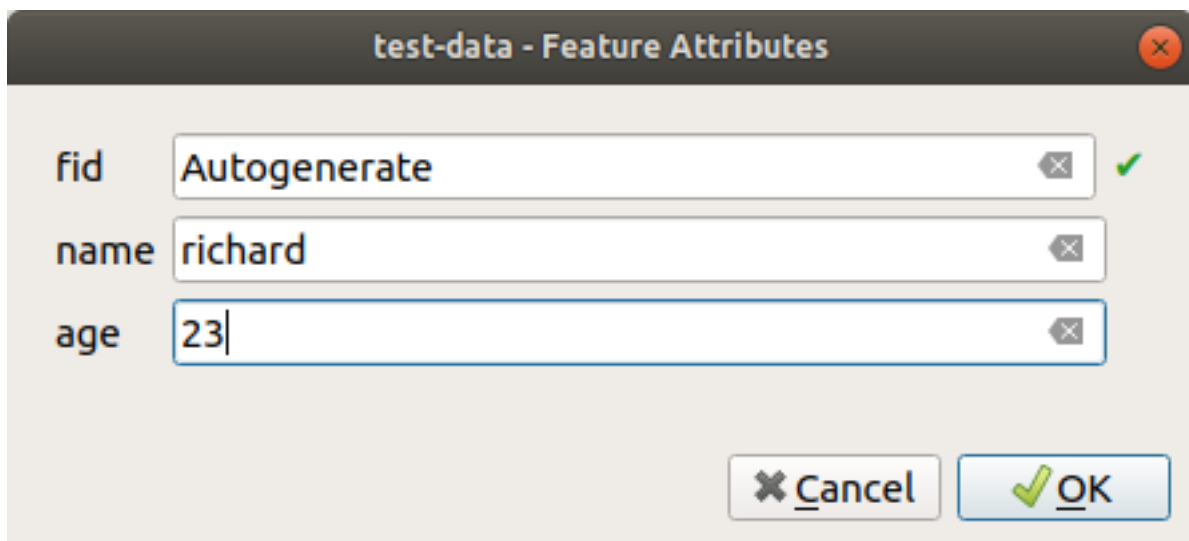 test-data - Feature Attributes
fid Autogenerate
name richard
age 23
Cancel OK